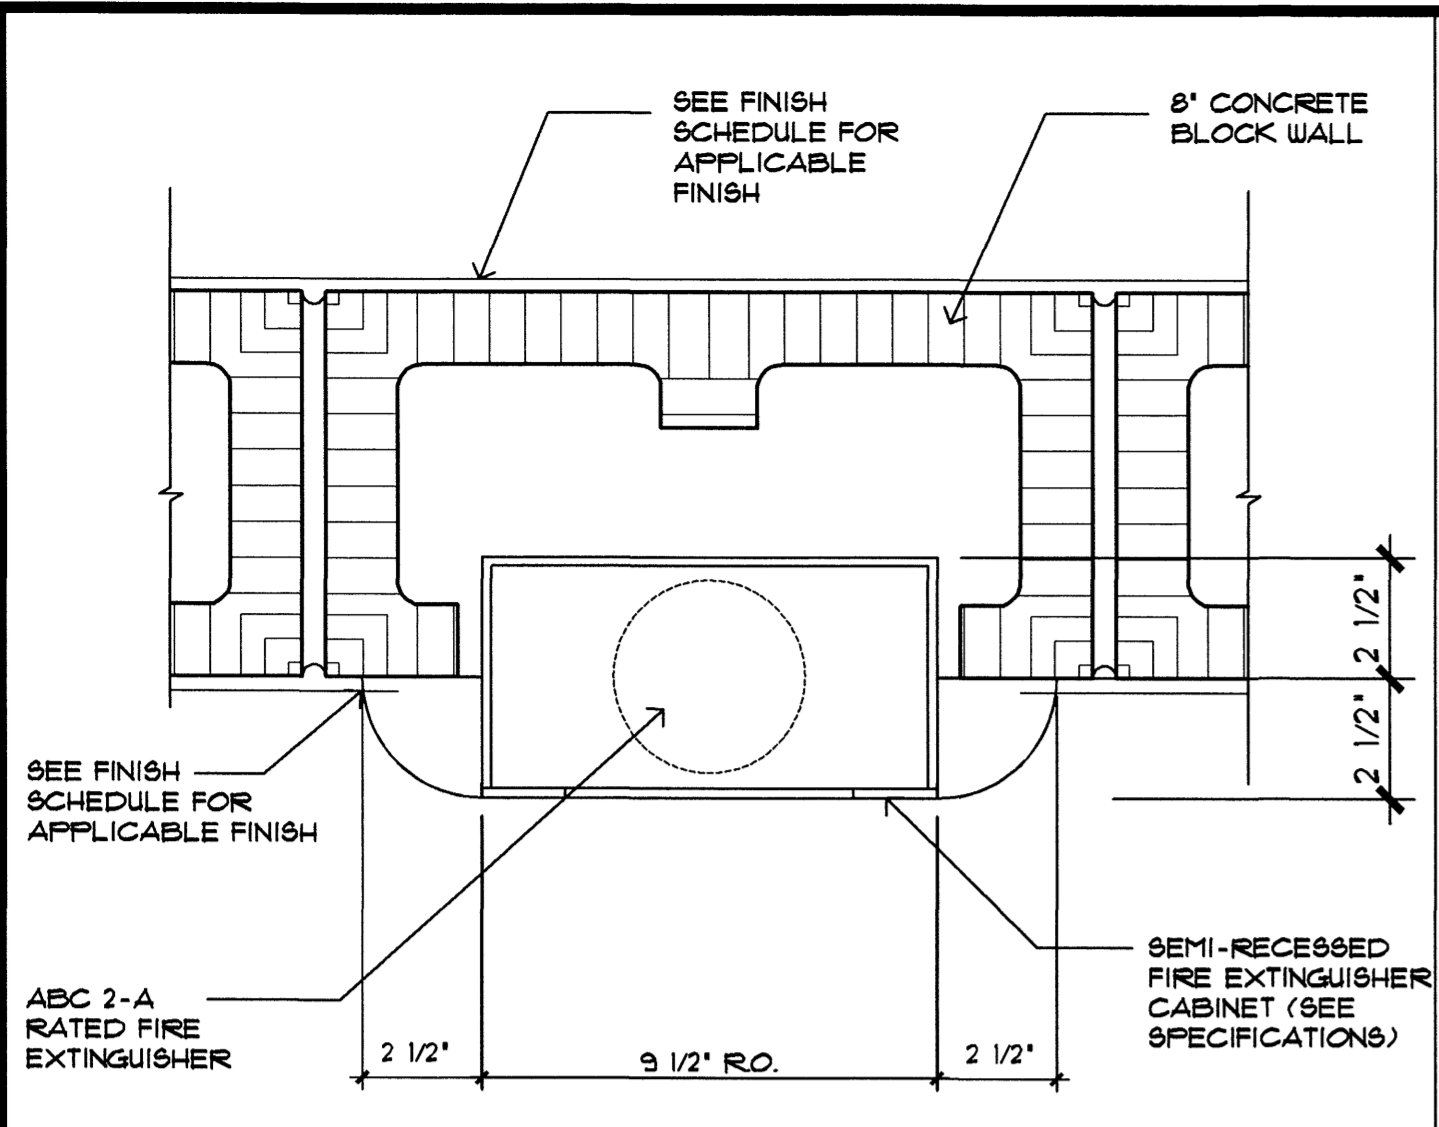 SEE FINISH
SCHEDULE FOR
APPLICABLE
FINISH
8" CONCRETE
BLOCK WALL
2 1/2"
2 1/2"
SEE FINISH
SCHEDULE FOR
APPLICABLE FINISH
SEMI-RECESSED
FIRE EXTINGUISHER
CABINET (SEE
SPECIFICATIONS)
ABC 2-A
RATED FIRE
EXTINGUISHER
2 1/2"
9 1/2" R.O.
2 1/2"